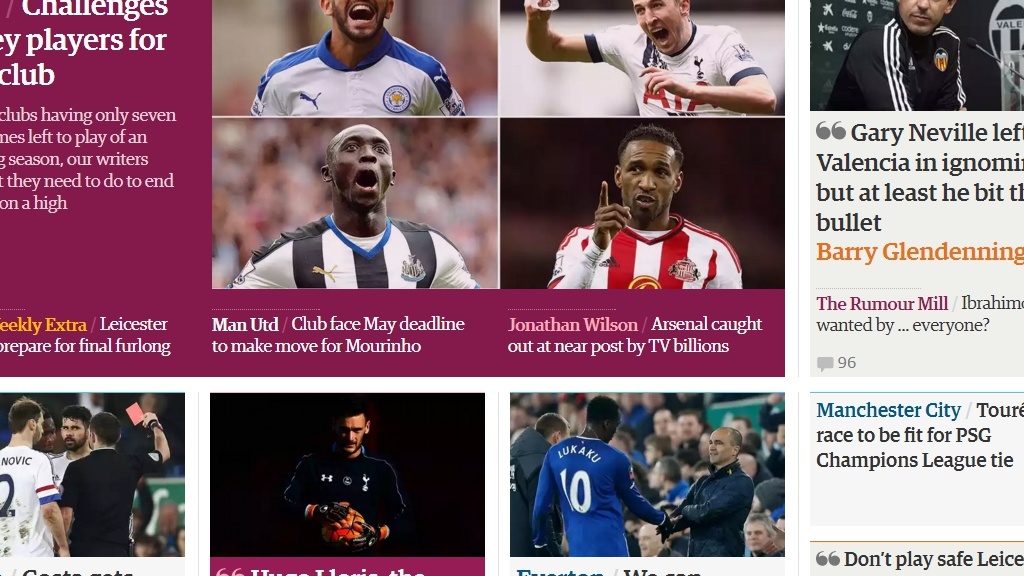 / Challenges
ey players for
club
clubs having only seven
mes left to play of an
g season, our writers
t they need to do to end
on a high
eekly Extra / Leicester
prepare for final furlong
Man Utd / Club face May deadline
to make move for Mourinho
Jonathan Wilson / Arsenal caught
out at near post by TV billions
Gary Neville left
Valencia in ignomin
but at least he bit th
bullet
Barry Glendenning
The Rumour Mill / Ibrahimo
wanted by ... everyone?
96
Manchester City / Touré
race to be fit for PSG
Champions League tie
Don't play safe Leice
NOVIC
2
LUKAKU
10
/ Costa gets
Hugo Lloris, the
Everton / We can